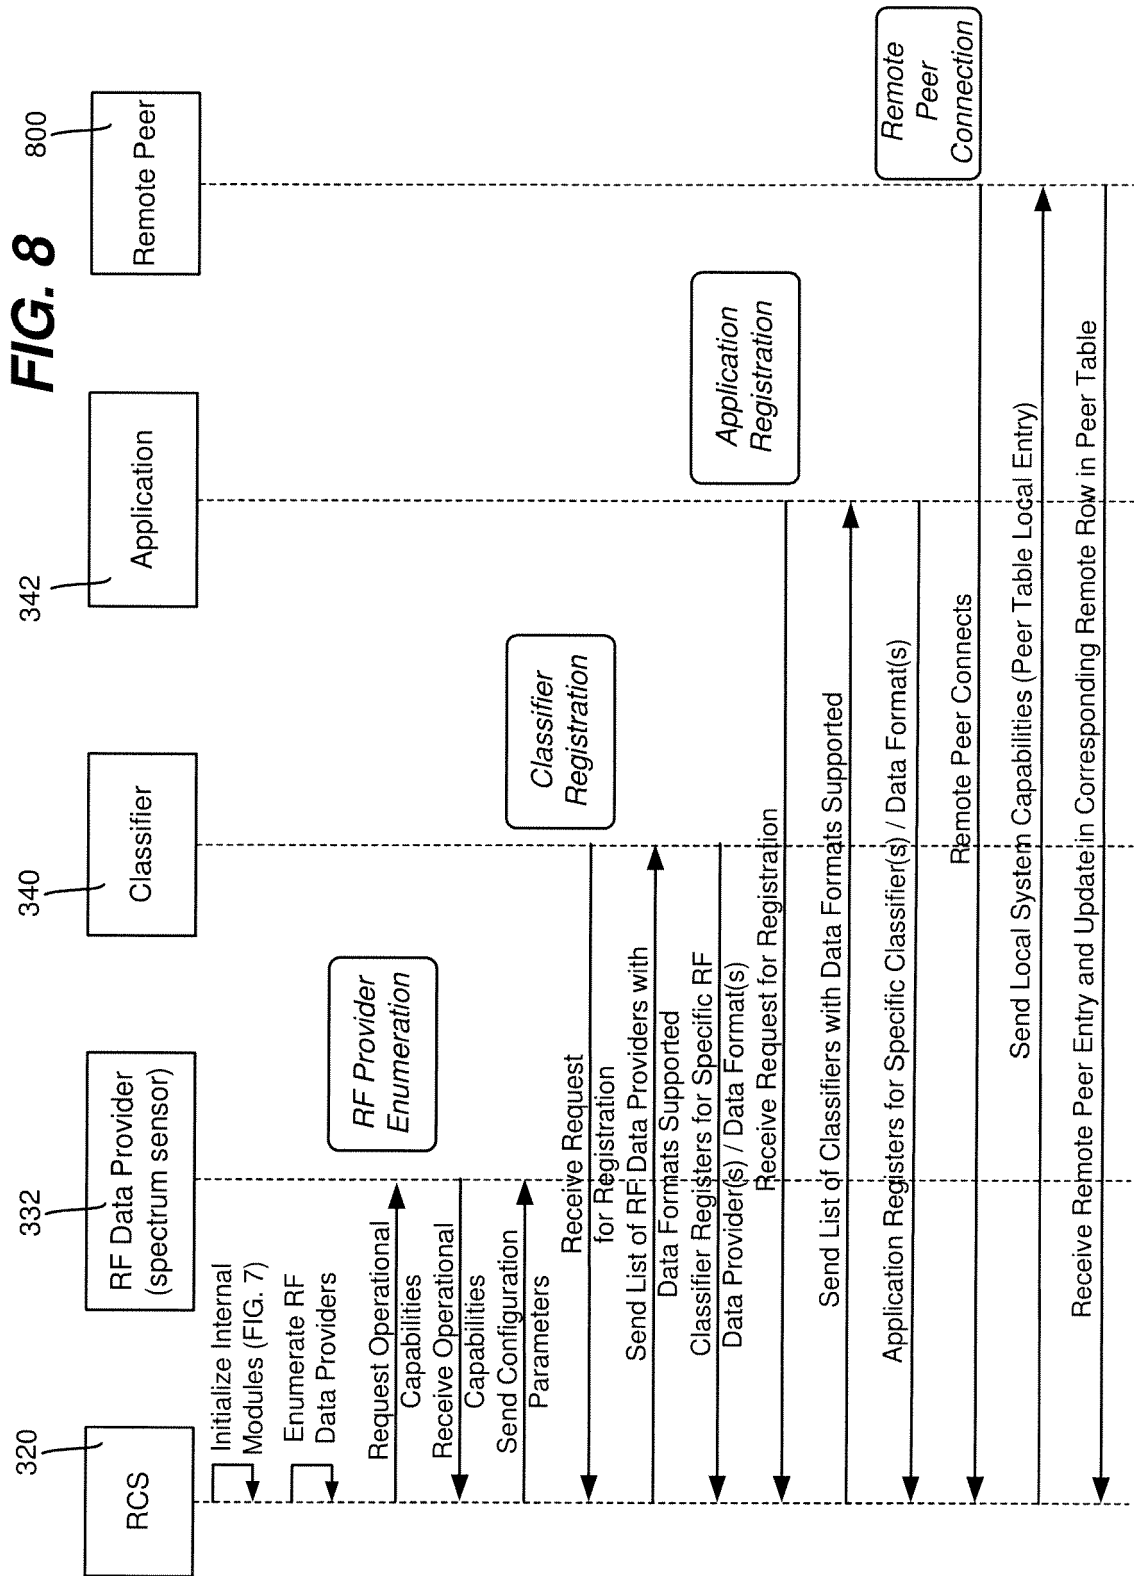 FIG. 8
320
332
340
342
800
RCS
RF Data Provider
(spectrum sensor)
Classifier
Application
Remote Peer
Initialize Internal
Modules (FIG. 7)
Enumerate RF
Data Providers
RF Provider
Enumeration
Request Operational
Capabilities
Receive Operational
Capabilities
Send Configuration
Parameters
Classifier
Registration
Receive Request
for Registration
Send List of RF Data Providers with
Data Formats Supported
Classifier Registers for Specific RF
Data Provider(s) / Data Format(s)
Application
Registration
Receive Request for Registration
Send List of Classifiers with Data Formats Supported
Application Registers for Specific Classifier(s) / Data Format(s)
Remote
Peer
Connection
Remote Peer Connects
Send Local System Capabilities (Peer Table Local Entry)
Receive Remote Peer Entry and Update in Corresponding Remote Row in Peer Table